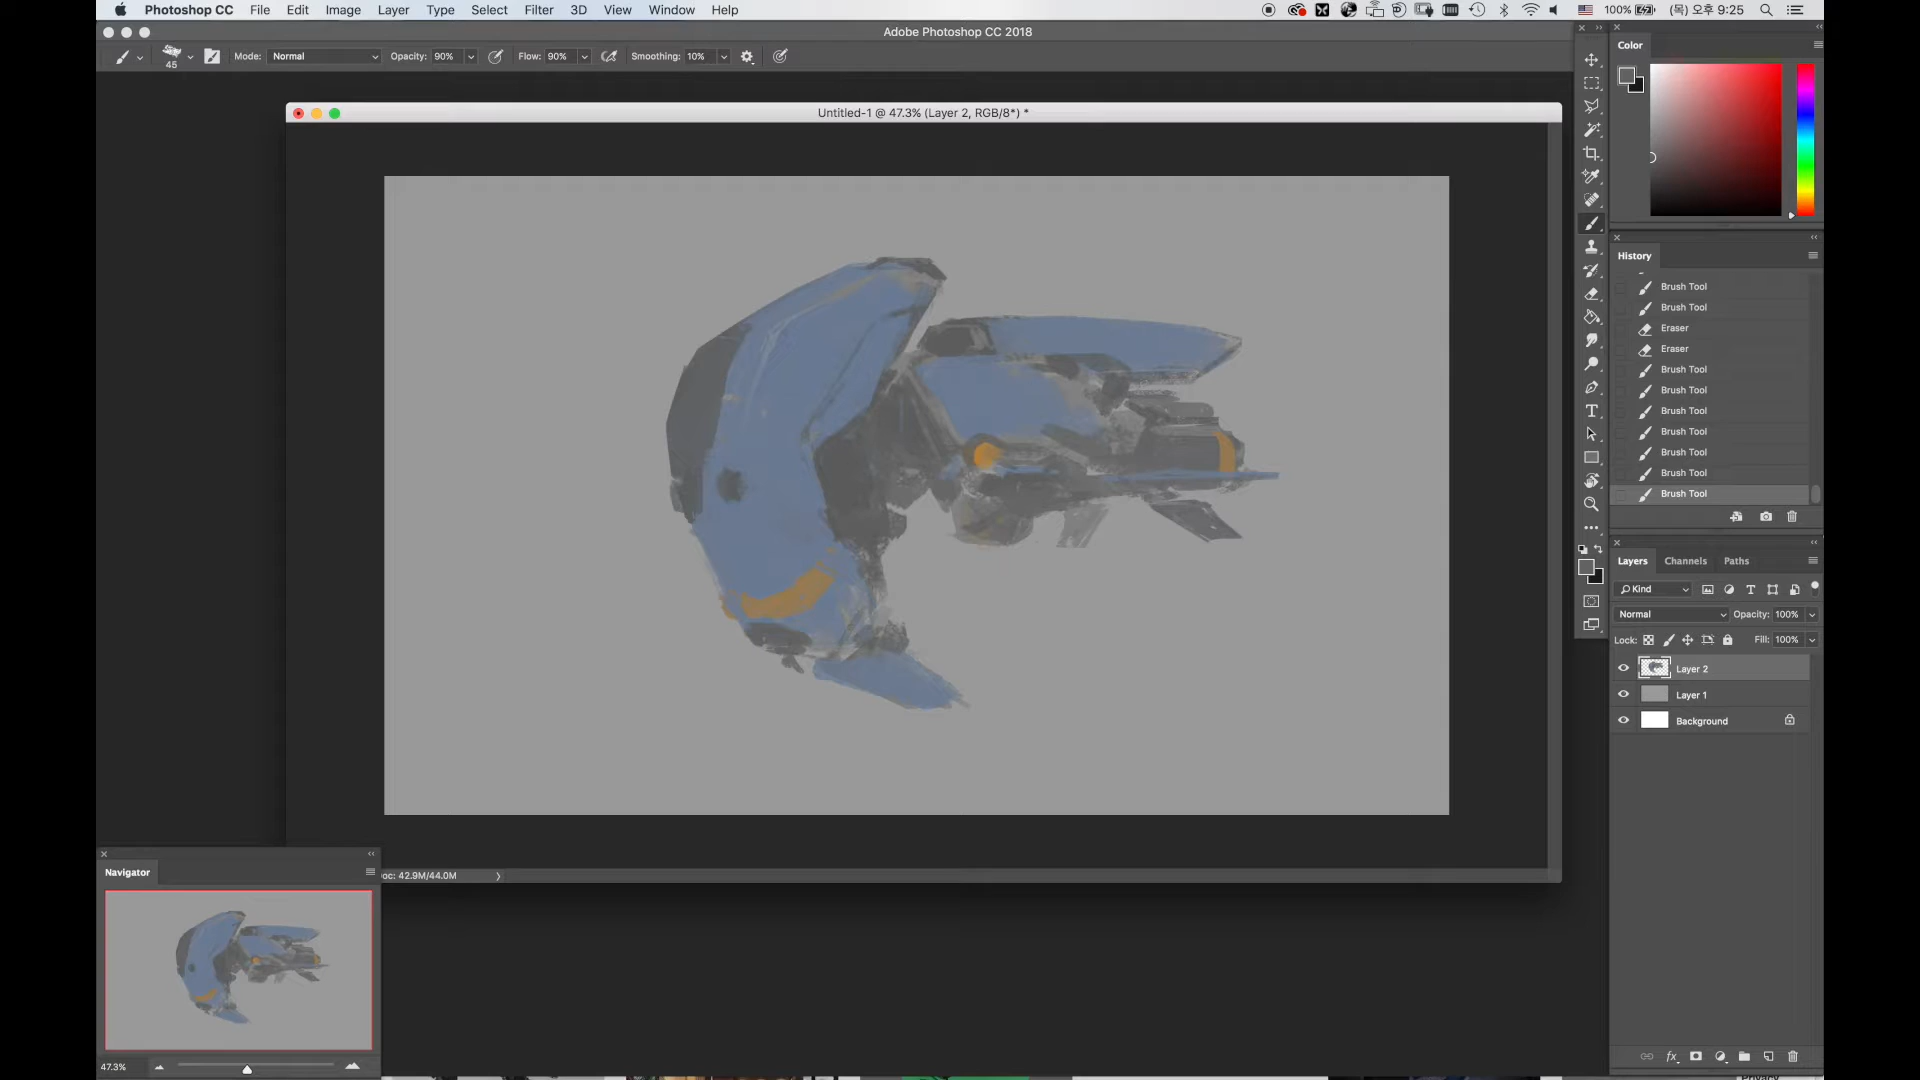 Photoshop CC File Edit Image Layer Type Select Filter 3D View Window Help 100% (목) 오후 9:25
Adobe Photoshop CC 2018
45 Mode: Normal Opacity: 90% Flow: 90% Smoothing: 10%
Untitled-1 @ 47.3% (Layer 2, RGB/8*) *
Color
History
Brush Tool
Brush Tool
Eraser
Eraser
Brush Tool
Brush Tool
Brush Tool
Brush Tool
Brush Tool
Brush Tool
Brush Tool
Layers Channels Paths
Kind
Normal Opacity: 100%
Lock: Fill: 100%
Layer 2
Layer 1
Background
fx
Navigator
47.3%
oc: 42.9M/44.0M